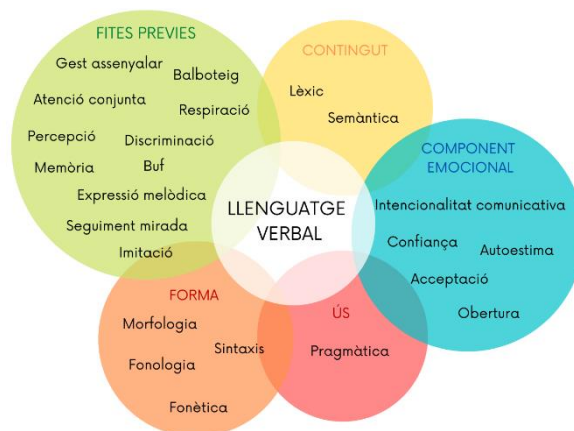 FITES PREVIES
Gest assenyalar
Balboteig
Atenció conjunta
Respiració
Percepció
Discriminació
Memòria
Buf
Expressió melòdica
Seguiment mirada
Imitació
CONTINGUT
Lèxic
Semàntica
COMPONENT
EMOCIONAL
Intencionalitat comunicativa
Confiança
Autoestima
Acceptació
Obertura
LLENGUATGE
VERBAL
FORMA
Morfologia
Sintaxis
Fonologia
Fonètica
ÚS
Pragmàtica